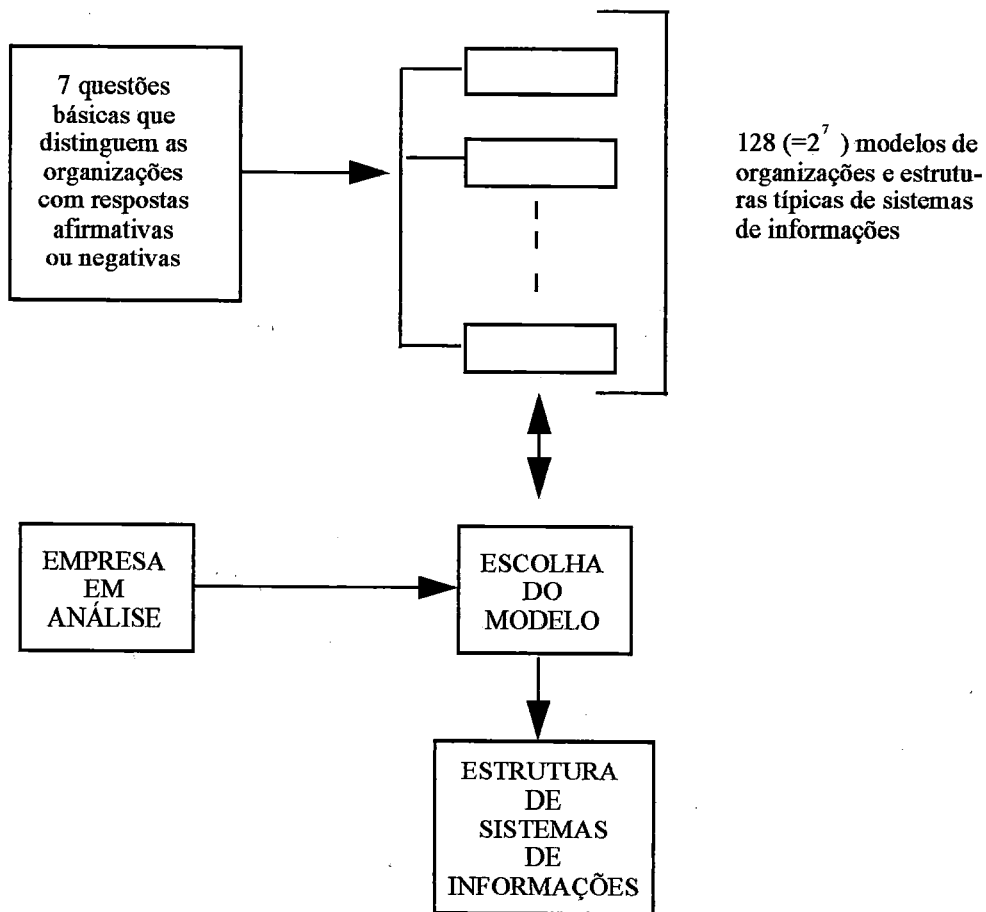 7 questões
básicas que
distinguem as
organizações
com respostas
afirmativas
ou negativas
128 (=2⁷ ) modelos de
organizações e estrutu-
ras típicas de sistemas
de informações
EMPRESA
EM
ANÁLISE
ESCOLHA
DO
MODELO
ESTRUTURA
DE
SISTEMAS
DE
INFORMAÇÕES